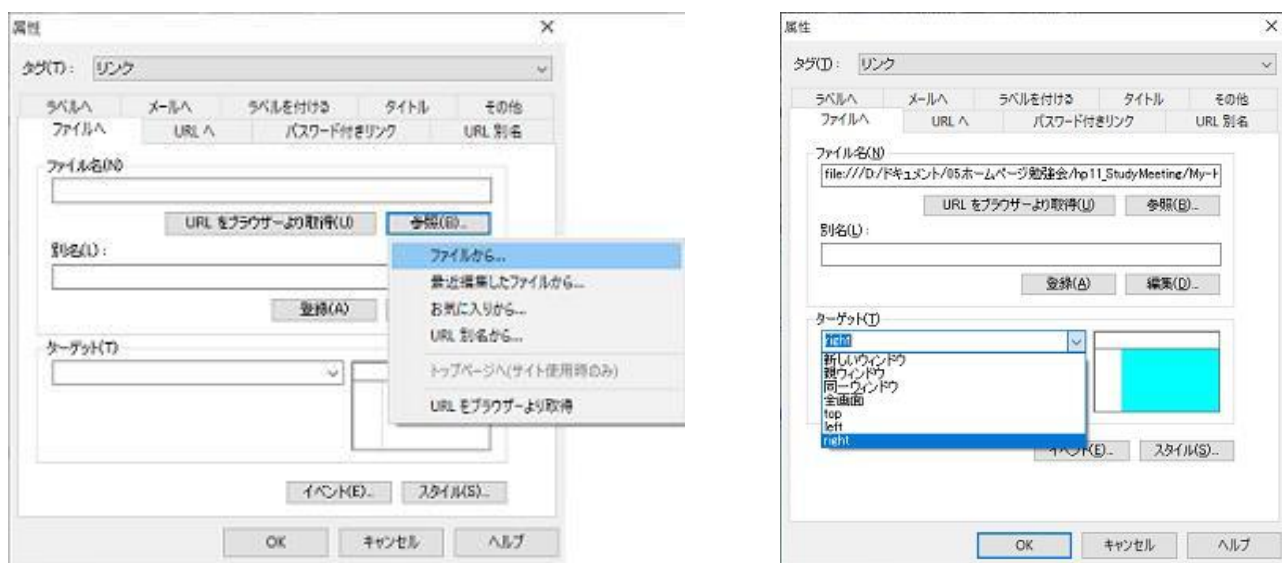 属性
タグ(T): リンク
ラベルへ メールへ ラベルを付ける タイトル その他
ファイルへ URL へ パスワード付きリンク URL 別名
ファイル名(N)
URL をブラウザーより取得(U) 参照(B)...
別名(L):
登録(A)
ファイルから...
最近編集したファイルから...
お気に入りから...
URL 別名から...
トップページへ(サイト使用時のみ)
URL をブラウザーより取得
ターゲット(T)
イベント(E)... スタイル(S)...
OK キャンセル ヘルプ
属性
タグ(T): リンク
ラベルへ メールへ ラベルを付ける タイトル その他
ファイルへ URL へ パスワード付きリンク URL 別名
ファイル名(N)
file:///D:/ドキュメント/05ホームページ勉強会/hp11_StudyMeeting/My-H
URL をブラウザーより取得(U) 参照(B)...
別名(L):
登録(A) 編集(D)...
ターゲット(T)
right
新しいウィンドウ
親ウィンドウ
同一ウィンドウ
全画面
top
left
right
イベント(E)... スタイル(S)...
OK キャンセル ヘルプ